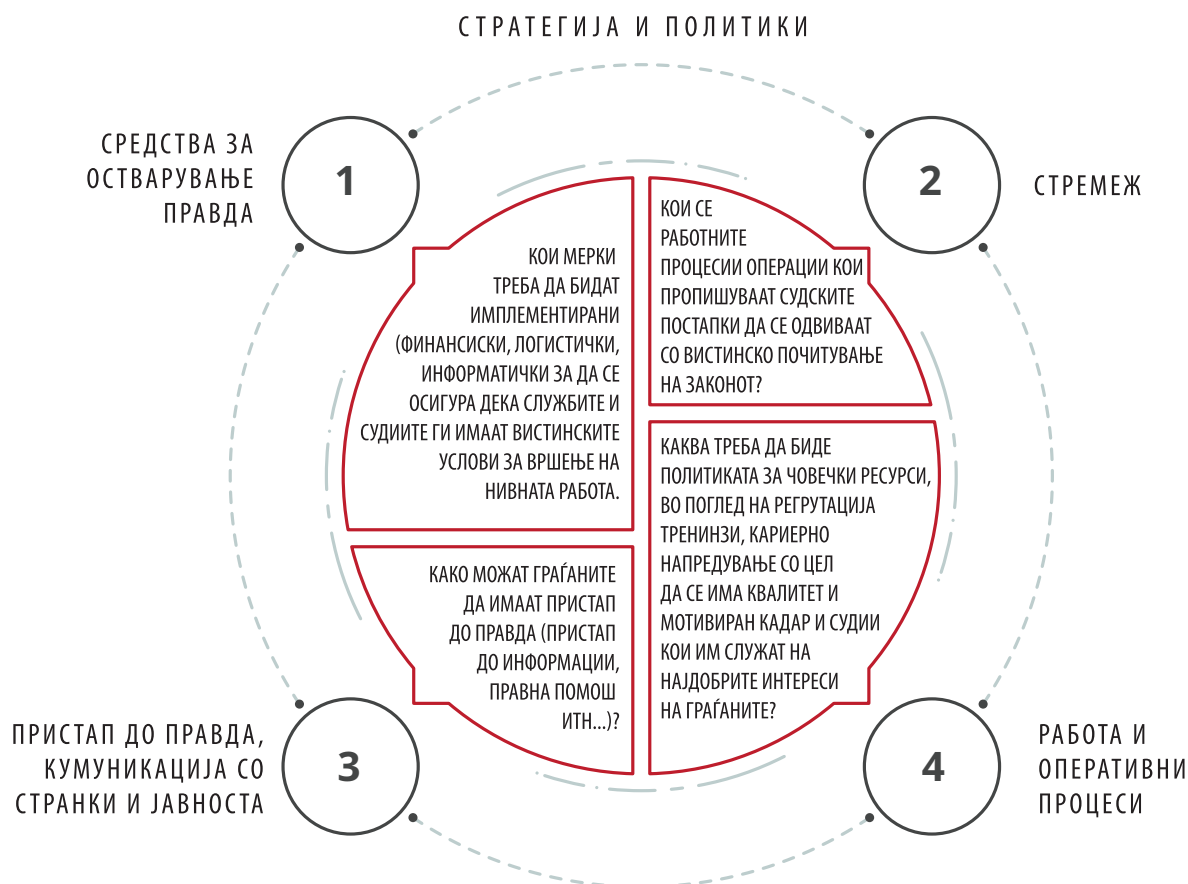 СТРАТЕГИЈА И ПОЛИТИКИ
СРЕДСТВА ЗА
ОСТВАРУВАЊЕ
ПРАВДА
1
2
СТРЕМЕЖ
КОИ МЕРКИ
ТРЕБА ДА БИДАТ
ИМПЛЕМЕНТИРАНИ
(ФИНАНСИСКИ, ЛОГИСТИЧКИ,
ИНФОРМАТИЧКИ ЗА ДА СЕ
ОСИГУРА ДЕКА СЛУЖБИТЕ И
СУДИИТЕ ГИ ИМААТ ВИСТИНСКИТЕ
УСЛОВИ ЗА ВРШЕЊЕ НА
НИВНАТА РАБОТА.
КОИ СЕ
РАБОТНИТЕ
ПРОЦЕСИИ ОПЕРАЦИИ КОИ
ПРОПИШУВААТ СУДСКИТЕ
ПОСТАПКИ ДА СЕ ОДВИВААТ
СО ВИСТИНСКО ПОЧИТУВАЊЕ
НА ЗАКОНОТ?
КАКО МОЖАТ ГРАЃАНИТЕ
ДА ИМААТ ПРИСТАП
ДО ПРАВДА (ПРИСТАП
ДО ИНФОРМАЦИИ,
ПРАВНА ПОМОШ
ИТН...)?
КАКВА ТРЕБА ДА БИДЕ
ПОЛИТИКАТА ЗА ЧОВЕЧКИ РЕСУРСИ,
ВО ПОГЛЕД НА РЕГРУТАЦИЈА
ТРЕНИНЗИ, КАРИЕРНО
НАПРЕДУВАЊЕ СО ЦЕЛ
ДА СЕ ИМА КВАЛИТЕТ И
МОТИВИРАН КАДАР И СУДИИ
КОИ ИМ СЛУЖАТ НА
НАЈДОБРИТЕ ИНТЕРЕСИ
НА ГРАЃАНИТЕ?
ПРИСТАП ДО ПРАВДА,
КУМУНИКАЦИЈА СО
СТРАНКИ И ЈАВНОСТА
3
4
РАБОТА И
ОПЕРАТИВНИ
ПРОЦЕСИ